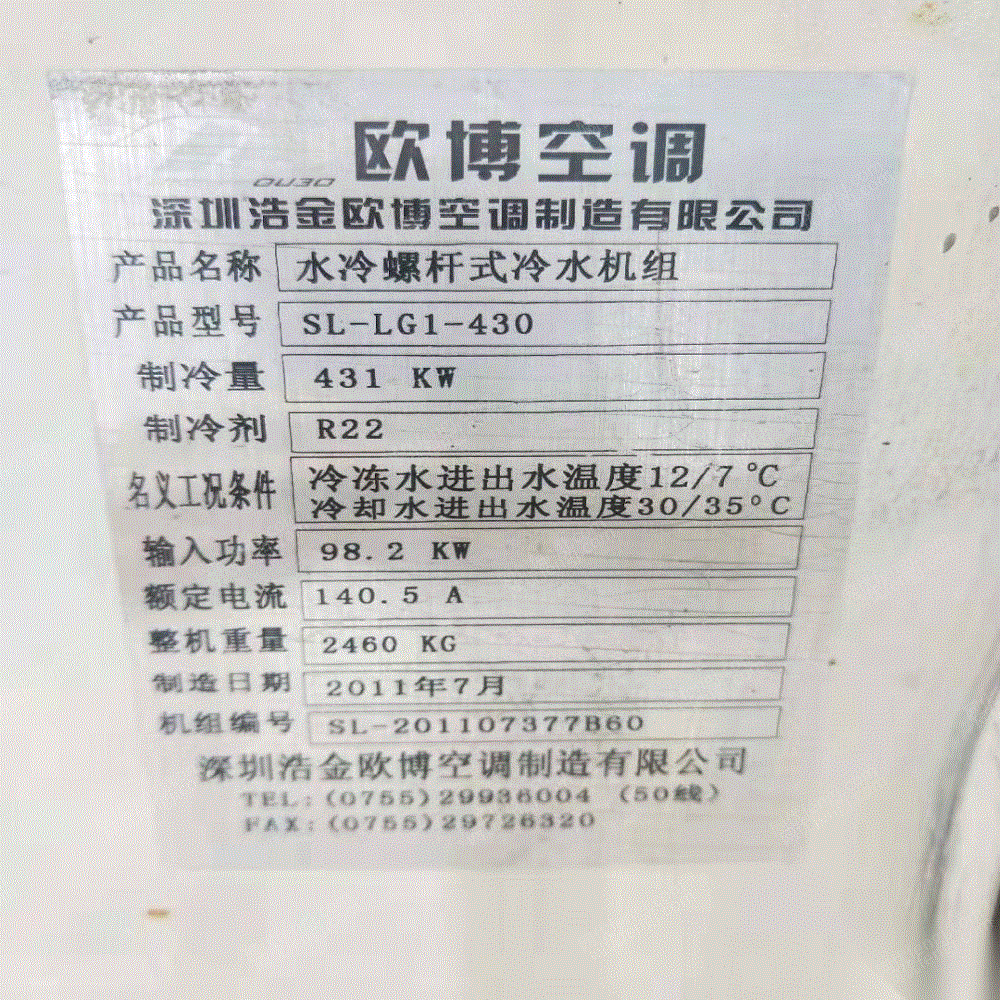 欧博空调
OUBO
深圳浩金欧博空调制造有限公司
产品名称 水冷螺杆式冷水机组
产品型号 SL-LG1-430
制冷量 431 KW
制冷剂 R22
名义工况条件 冷冻水进出水温度12/7℃
冷却水进出水温度30/35℃
输入功率 98.2 KW
额定电流 140.5 A
整机重量 2460 KG
制造日期 2011年7月
机组编号 SL-201107377B60
深圳浩金欧博空调制造有限公司
TEL:(0755)29936004 (50线)
FAX:(0755)29726320